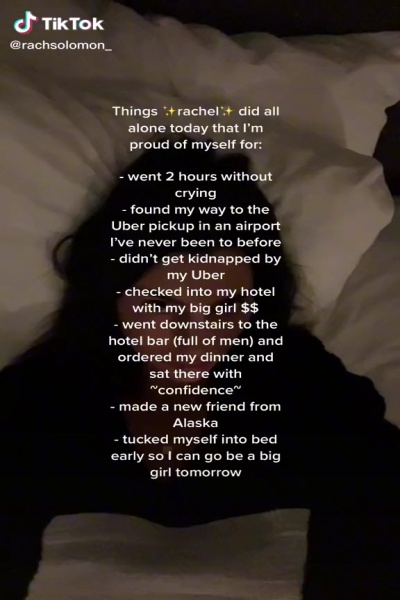 TikTok
@rachsolomon_
Things ✨rachel✨ did all
alone today that I'm
proud of myself for:
- went 2 hours without
crying
- found my way to the
Uber pickup in an airport
I've never been to before
- didn't get kidnapped by
my Uber
- checked into my hotel
with my big girl $$
- went downstairs to the
hotel bar (full of men) and
ordered my dinner and
sat there with
~confidence~
- made a new friend from
Alaska
- tucked myself into bed
early so I can go be a big
girl tomorrow